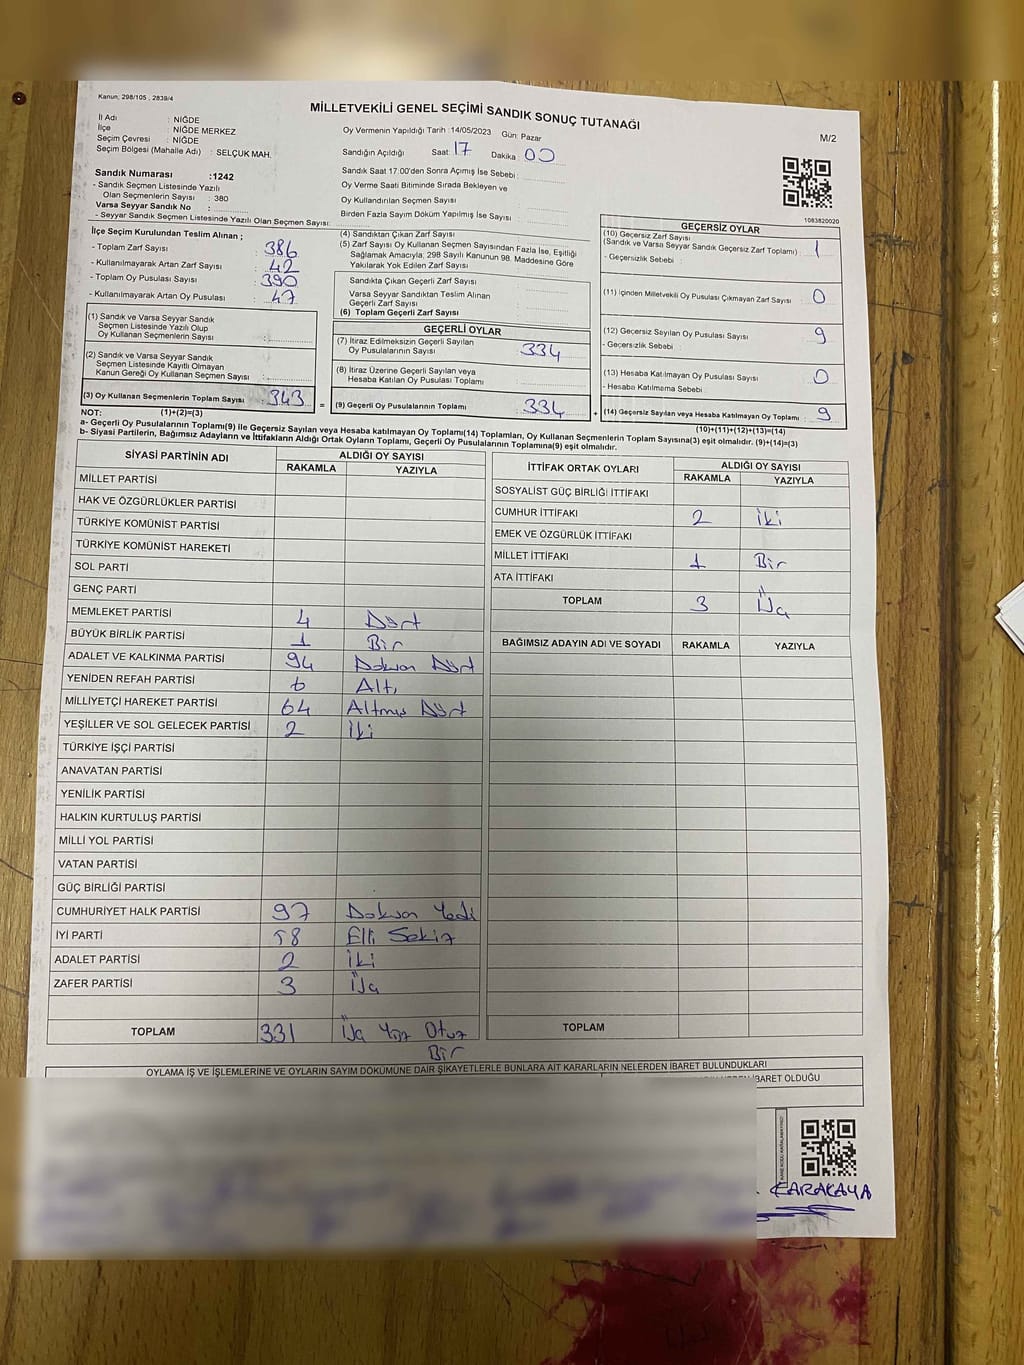 Kanun, 298/105 , 2839/4
MİLLETVEKİLİ GENEL SEÇİMİ SANDIK SONUÇ TUTANAĞI
M/2
İl Adı : NİĞDE
İlçe : NİĞDE MERKEZ
Seçim Çevresi : NİĞDE
Seçim Bölgesi (Mahalle Adı) : SELÇUK MAH.
Oy Vermenin Yapıldığı Tarih : 14/05/2023 Gün: Pazar
Sandığın Açıldığı Saat: 17 Dakika: 00
Sandık Saat 17:00'den Sonra Açımış İse Sebebi :
Oy Verme Saati Bitiminde Sırada Bekleyen ve
Oy Kullandırılan Seçmen Sayısı :
Birden Fazla Sayım Döküm Yapılmış İse Sayısı :
Sandık Numarası :1242
- Sandık Seçmen Listesinde Yazılı
Olan Seçmenlerin Sayısı : 380
Varsa Seyyar Sandık No :
- Seyyar Sandık Seçmen Listesinde Yazılı Olan Seçmen Sayısı:
1083820020
İlçe Seçim Kurulundan Teslim Alınan ;
- Toplam Zarf Sayısı : 386
- Kullanılmayarak Artan Zarf Sayısı : 42
- Toplam Oy Pusulası Sayısı : 390
- Kullanılmayarak Artan Oy Pusulası : 47
(1) Sandık ve Varsa Seyyar Sandık
Seçmen Listesinde Yazılı Olup
Oy Kullanan Seçmenlerin Sayısı :
(2) Sandık ve Varsa Seyyar Sandık
Seçmen Listesinde Kayıtlı Olmayan
Kanun Gereği Oy Kullanan Seçmen Sayısı :
(3) Oy Kullanan Seçmenlerin Toplam Sayısı : 343
(4) Sandıktan Çıkan Zarf Sayısı :
(5) Zarf Sayısı Oy Kullanan Seçmen Sayısından Fazla İse, Eşitliği
Sağlamak Amacıyla; 298 Sayılı Kanunun 98. Maddesine Göre
Yakılarak Yok Edilen Zarf Sayısı :
Sandıkta Çıkan Geçerli Zarf Sayısı :
Varsa Seyyar Sandıktan Teslim Alınan
Geçerli Zarf Sayısı :
(6) Toplam Geçerli Zarf Sayısı :
GEÇERLİ OYLAR
(7) İtiraz Edilmeksizin Geçerli Sayılan
Oy Pusulalarının Sayısı : 334
(8) İtiraz Üzerine Geçerli Sayılan veya
Hesaba Katılan Oy Pusulası Toplamı :
= (9) Geçerli Oy Pusulalarının Toplamı : 334
GEÇERSİZ OYLAR
(10) Geçersiz Zarf Sayısı
(Sandık ve Varsa Seyyar Sandık Geçersiz Zarf Toplamı) : 1
- Geçersizlik Sebebi :
(11) İçinden Milletvekili Oy Pusulası Çıkmayan Zarf Sayısı : 0
(12) Geçersiz Sayılan Oy Pusulası Sayısı : 9
- Geçersizlik Sebebi :
(13) Hesaba Katılmayan Oy Pusulası Sayısı : 0
- Hesaba Katılmama Sebebi :
+ (14) Geçersiz Sayılan veya Hesaba Katılmayan Oy Toplamı : 9
NOT: (1)+(2)=(3)
(10)+(11)+(12)+(13)=(14)
a- Geçerli Oy Pusulalarının Toplamı(9) ile Geçersiz Sayılan veya Hesaba Katılmayan Oy Toplamı(14) Toplamları, Oy Kullanan Seçmenlerin Toplam Sayısına(3) eşit olmalıdır. (9)+(14)=(3)
b- Siyasi Partilerin, Bağımsız Adayların ve İttifakların Aldığı Ortak Oyların Toplamı, Geçerli Oy Pusulalarının Toplamına(9) eşit olmalıdır.
SİYASİ PARTİNİN ADI ALDIĞI OY SAYISI
RAKAMLA YAZIYLA
MİLLET PARTİSİ
HAK VE ÖZGÜRLÜKLER PARTİSİ
TÜRKİYE KOMÜNİST PARTİSİ
TÜRKİYE KOMÜNİST HAREKETİ
SOL PARTİ
GENÇ PARTİ
MEMLEKET PARTİSİ 4 Dört
BÜYÜK BİRLİK PARTİSİ 1 Bir
ADALET VE KALKINMA PARTİSİ 94 Doksan Dört
YENİDEN REFAH PARTİSİ 6 Altı
MİLLİYETÇİ HAREKET PARTİSİ 64 Altmış Dört
YEŞİLLER VE SOL GELECEK PARTİSİ 2 İki
TÜRKİYE İŞÇİ PARTİSİ
ANAVATAN PARTİSİ
YENİLİK PARTİSİ
HALKIN KURTULUŞ PARTİSİ
MİLLİ YOL PARTİSİ
VATAN PARTİSİ
GÜÇ BİRLİĞİ PARTİSİ
CUMHURİYET HALK PARTİSİ 97 Doksan Yedi
İYİ PARTİ 58 Elli Sekiz
ADALET PARTİSİ 2 İki
ZAFER PARTİSİ 3 Üç
TOPLAM 331 Üç Yüz Otuz
Bir
İTTİFAK ORTAK OYLARI ALDIĞI OY SAYISI
RAKAMLA YAZIYLA
SOSYALİST GÜÇ BİRLİĞİ İTTİFAKI
CUMHUR İTTİFAKI 2 İki
EMEK VE ÖZGÜRLÜK İTTİFAKI
MİLLET İTTİFAKI 1 Bir
ATA İTTİFAKI
TOPLAM 3 Üç
BAĞIMSIZ ADAYIN ADI VE SOYADI RAKAMLA YAZIYLA
TOPLAM
OYLAMA İŞ VE İŞLEMLERİNE VE OYLARIN SAYIM DÖKÜMÜNE DAİR ŞİKAYETLERLE BUNLARA AİT KARARLARIN NELERDEN İBARET BULUNDUKLARI
İBARET OLDUĞU
KARAKAYA